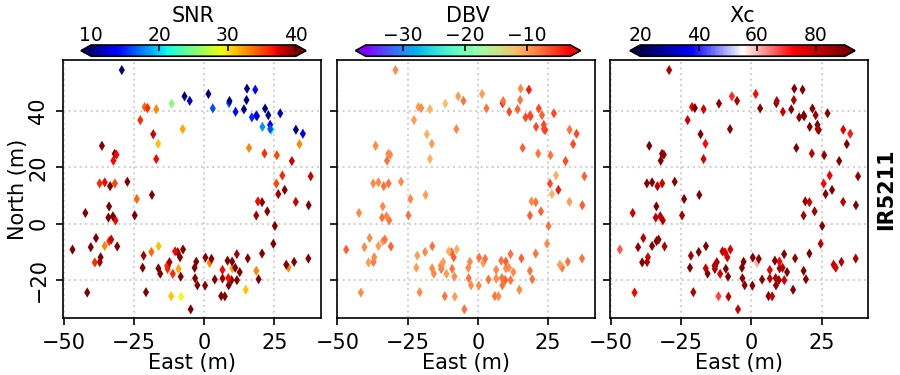 SNR DBV Xc
10 20 30 40 −30 −20 −10 20 40 60 80
40
20
0
−20
North (m)
IR5211
−50 −25 0 25 −50 −25 0 25 −50 −25 0 25
East (m) East (m) East (m)